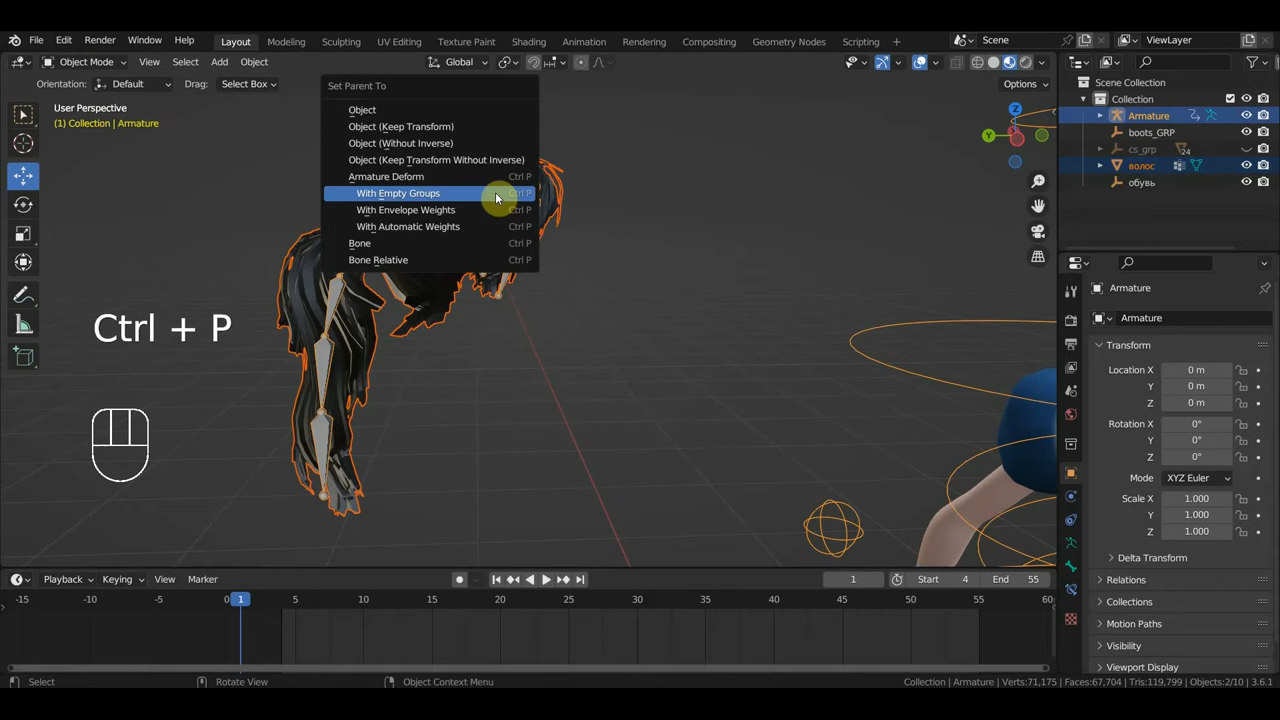 File Edit Render Window Help Layout Modeling Sculpting UV Editing Texture Paint Shading Animation Rendering Compositing Geometry Nodes Scripting + Scene ViewLayer
Object Mode View Select Add Object Global
Orientation: Default Drag: Select Box Options
User Perspective
(1) Collection | Armature
Set Parent To
Object
Object (Keep Transform)
Object (Without Inverse)
Object (Keep Transform Without Inverse)
Armature Deform Ctrl P
With Empty Groups Ctrl P
With Envelope Weights Ctrl P
With Automatic Weights Ctrl P
Bone Ctrl P
Bone Relative Ctrl P
Ctrl + P
Z
Y
Scene Collection
Collection
Armature
boots_GRP
cs_grp 24
волос
обувь
Armature
Armature
Transform
Location X 0 m
Y 0 m
Z 0 m
Rotation X 0°
Y 0°
Z 0°
Mode XYZ Euler
Scale X 1.000
Y 1.000
Z 1.000
Delta Transform
Relations
Collections
Motion Paths
Visibility
Viewport Display
Playback Keying View Marker 1 Start 4 End 55
-15 -10 -5 0 1 5 10 15 20 25 30 35 40 45 50 55 60
Select Rotate View Object Context Menu Collection | Armature | Verts:71,175 | Faces:67,704 | Tris:119,799 | Objects:2/10 | 3.6.1